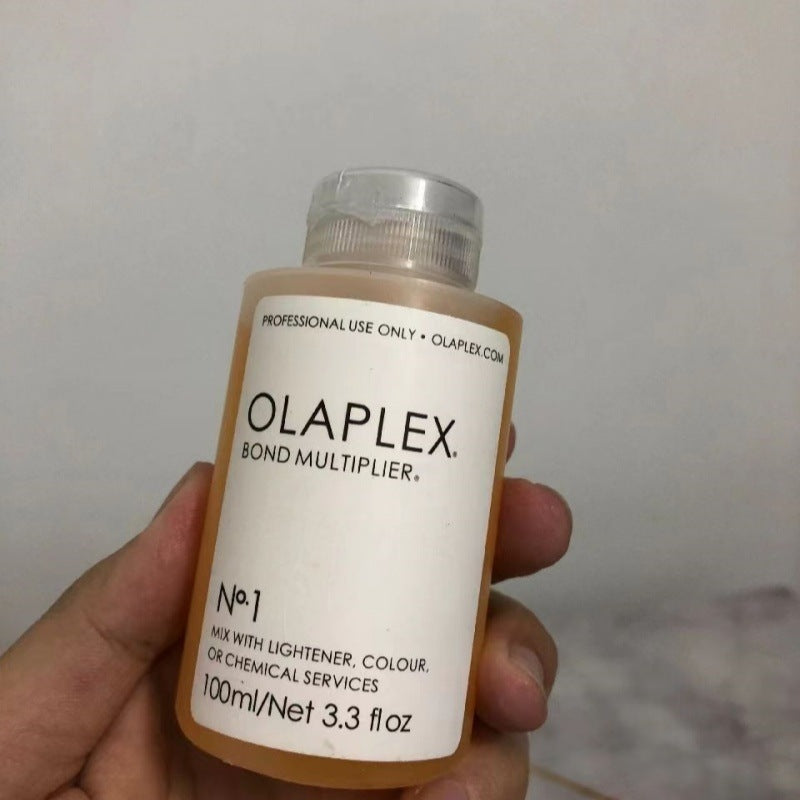 PROFESSIONAL USE ONLY • OLAPLEX.COM
OLAPLEX®
BOND MULTIPLIER®
Nº.1
MIX WITH LIGHTENER, COLOUR,
OR CHEMICAL SERVICES
100ml/Net 3.3 fl oz